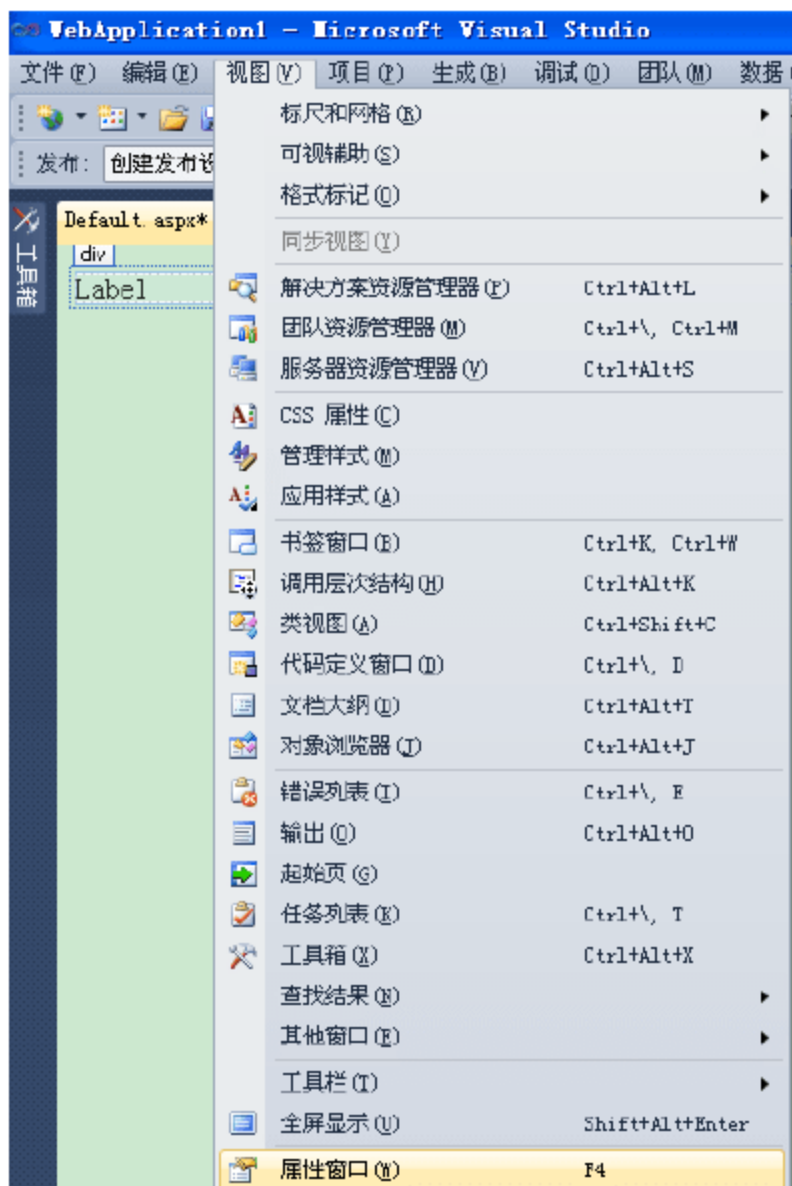 WebApplication1 - Microsoft Visual Studio
文件(F) 编辑(E) 视图(V) 项目(P) 生成(B) 调试(D) 团队(M) 数据
发布: 创建发布设
工具箱
Default.aspx*
div
Label
标尺和网格(R)
可视辅助(S)
格式标记(O)
同步视图(Y)
解决方案资源管理器(P) Ctrl+Alt+L
团队资源管理器(M) Ctrl+\, Ctrl+M
服务器资源管理器(V) Ctrl+Alt+S
CSS 属性(C)
管理样式(M)
应用样式(A)
书签窗口(B) Ctrl+K, Ctrl+W
调用层次结构(H) Ctrl+Alt+K
类视图(A) Ctrl+Shift+C
代码定义窗口(D) Ctrl+\, D
文档大纲(D) Ctrl+Alt+T
对象浏览器(J) Ctrl+Alt+J
错误列表(I) Ctrl+\, E
输出(O) Ctrl+Alt+O
起始页(G)
任务列表(K) Ctrl+\, T
工具箱(X) Ctrl+Alt+X
查找结果(N)
其他窗口(E)
工具栏(T)
全屏显示(U) Shift+Alt+Enter
属性窗口(W) F4